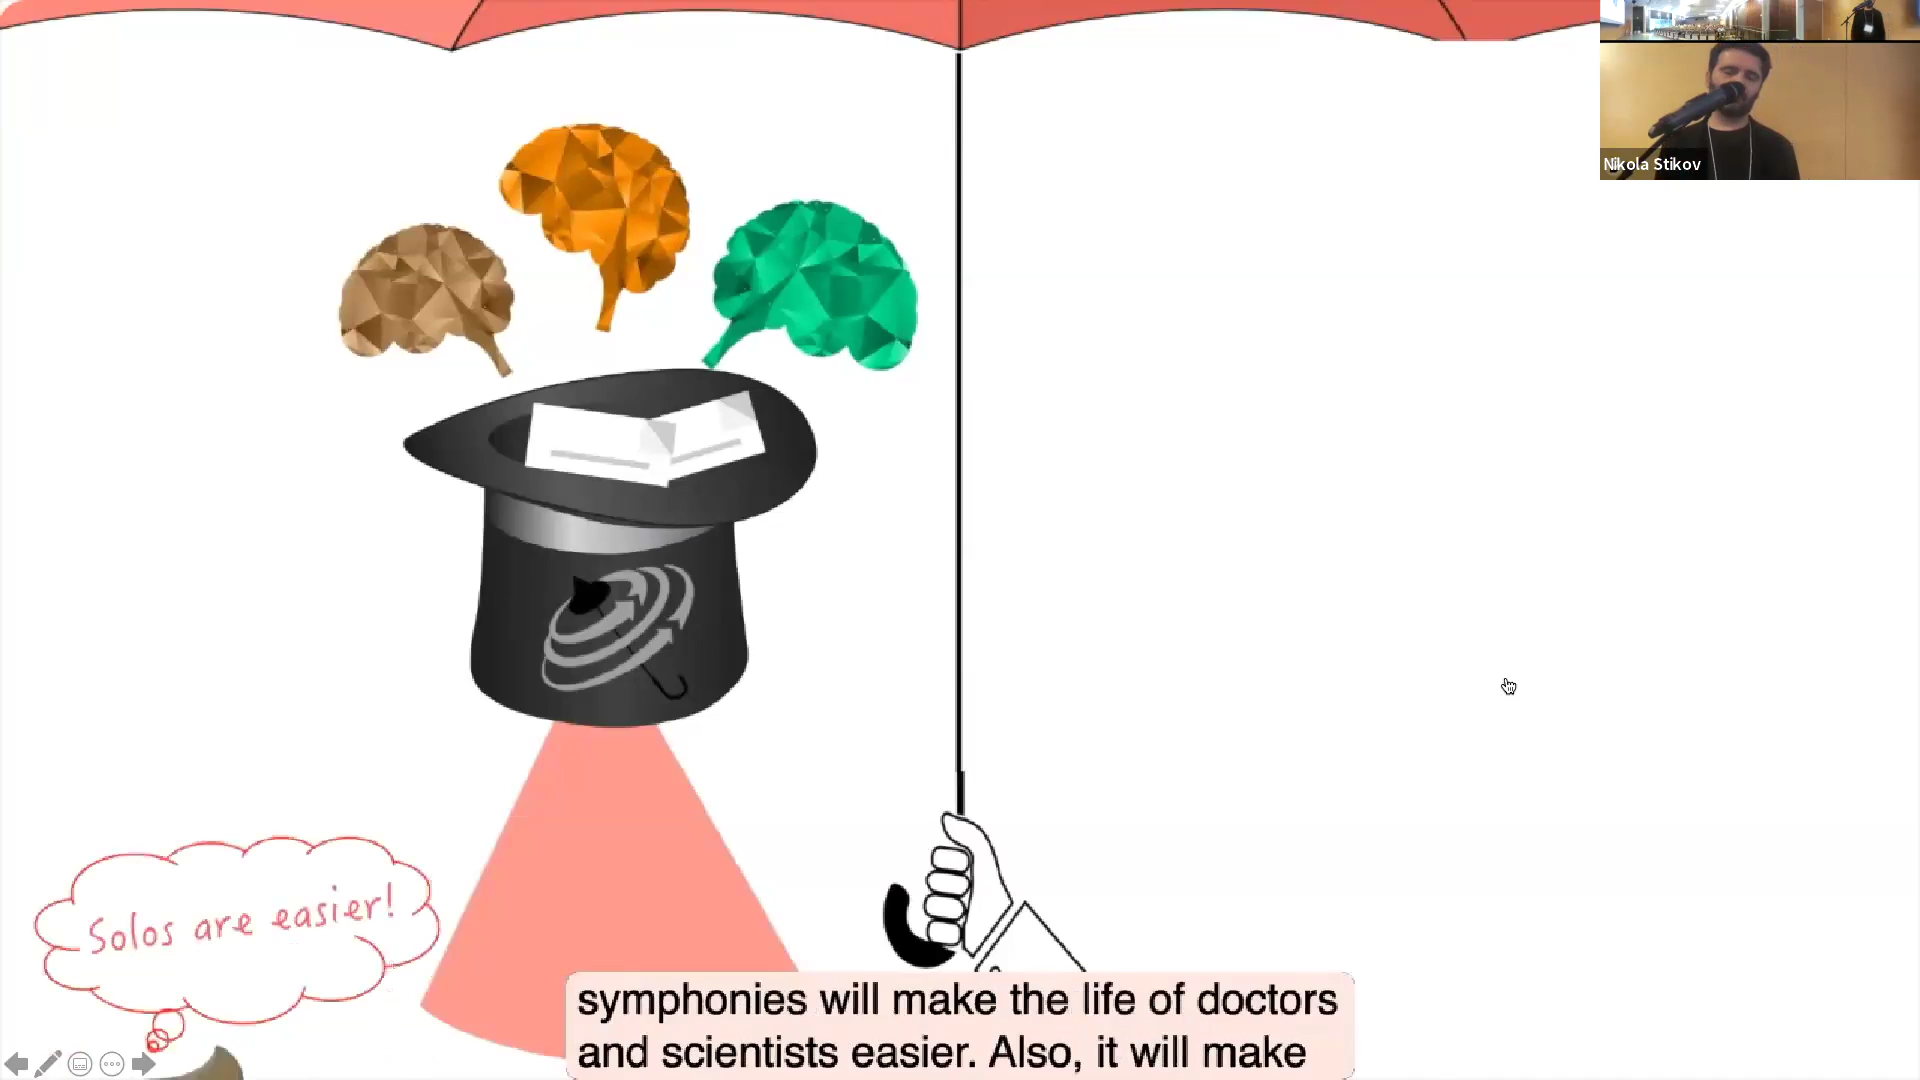 Nikola Stikov
Solos are easier!
symphonies will make the life of doctors
and scientists easier. Also, it will make